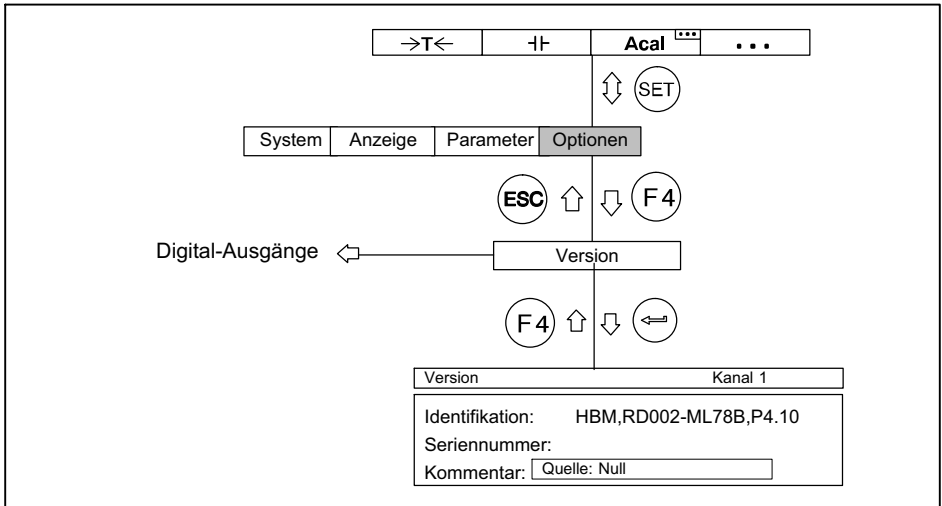 →T← ⊣⊢ Acal ...
SET
System Anzeige Parameter Optionen
ESC F4
Digital-Ausgänge Version
F4
Version Kanal 1
Identifikation: HBM,RD002-ML78B,P4.10
Seriennummer:
Kommentar: Quelle: Null